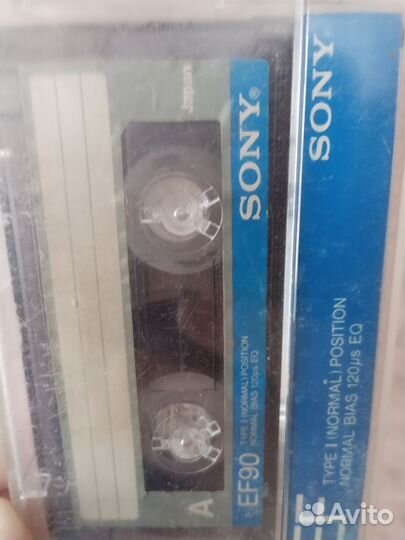 Japan
SONY®
A
EF90
TYPE I (NORMAL) POSITION
NORMAL BIAS 120µs EQ
SONY
TYPE I (NORMAL) POSITION
NORMAL BIAS 120µs EQ
Avito